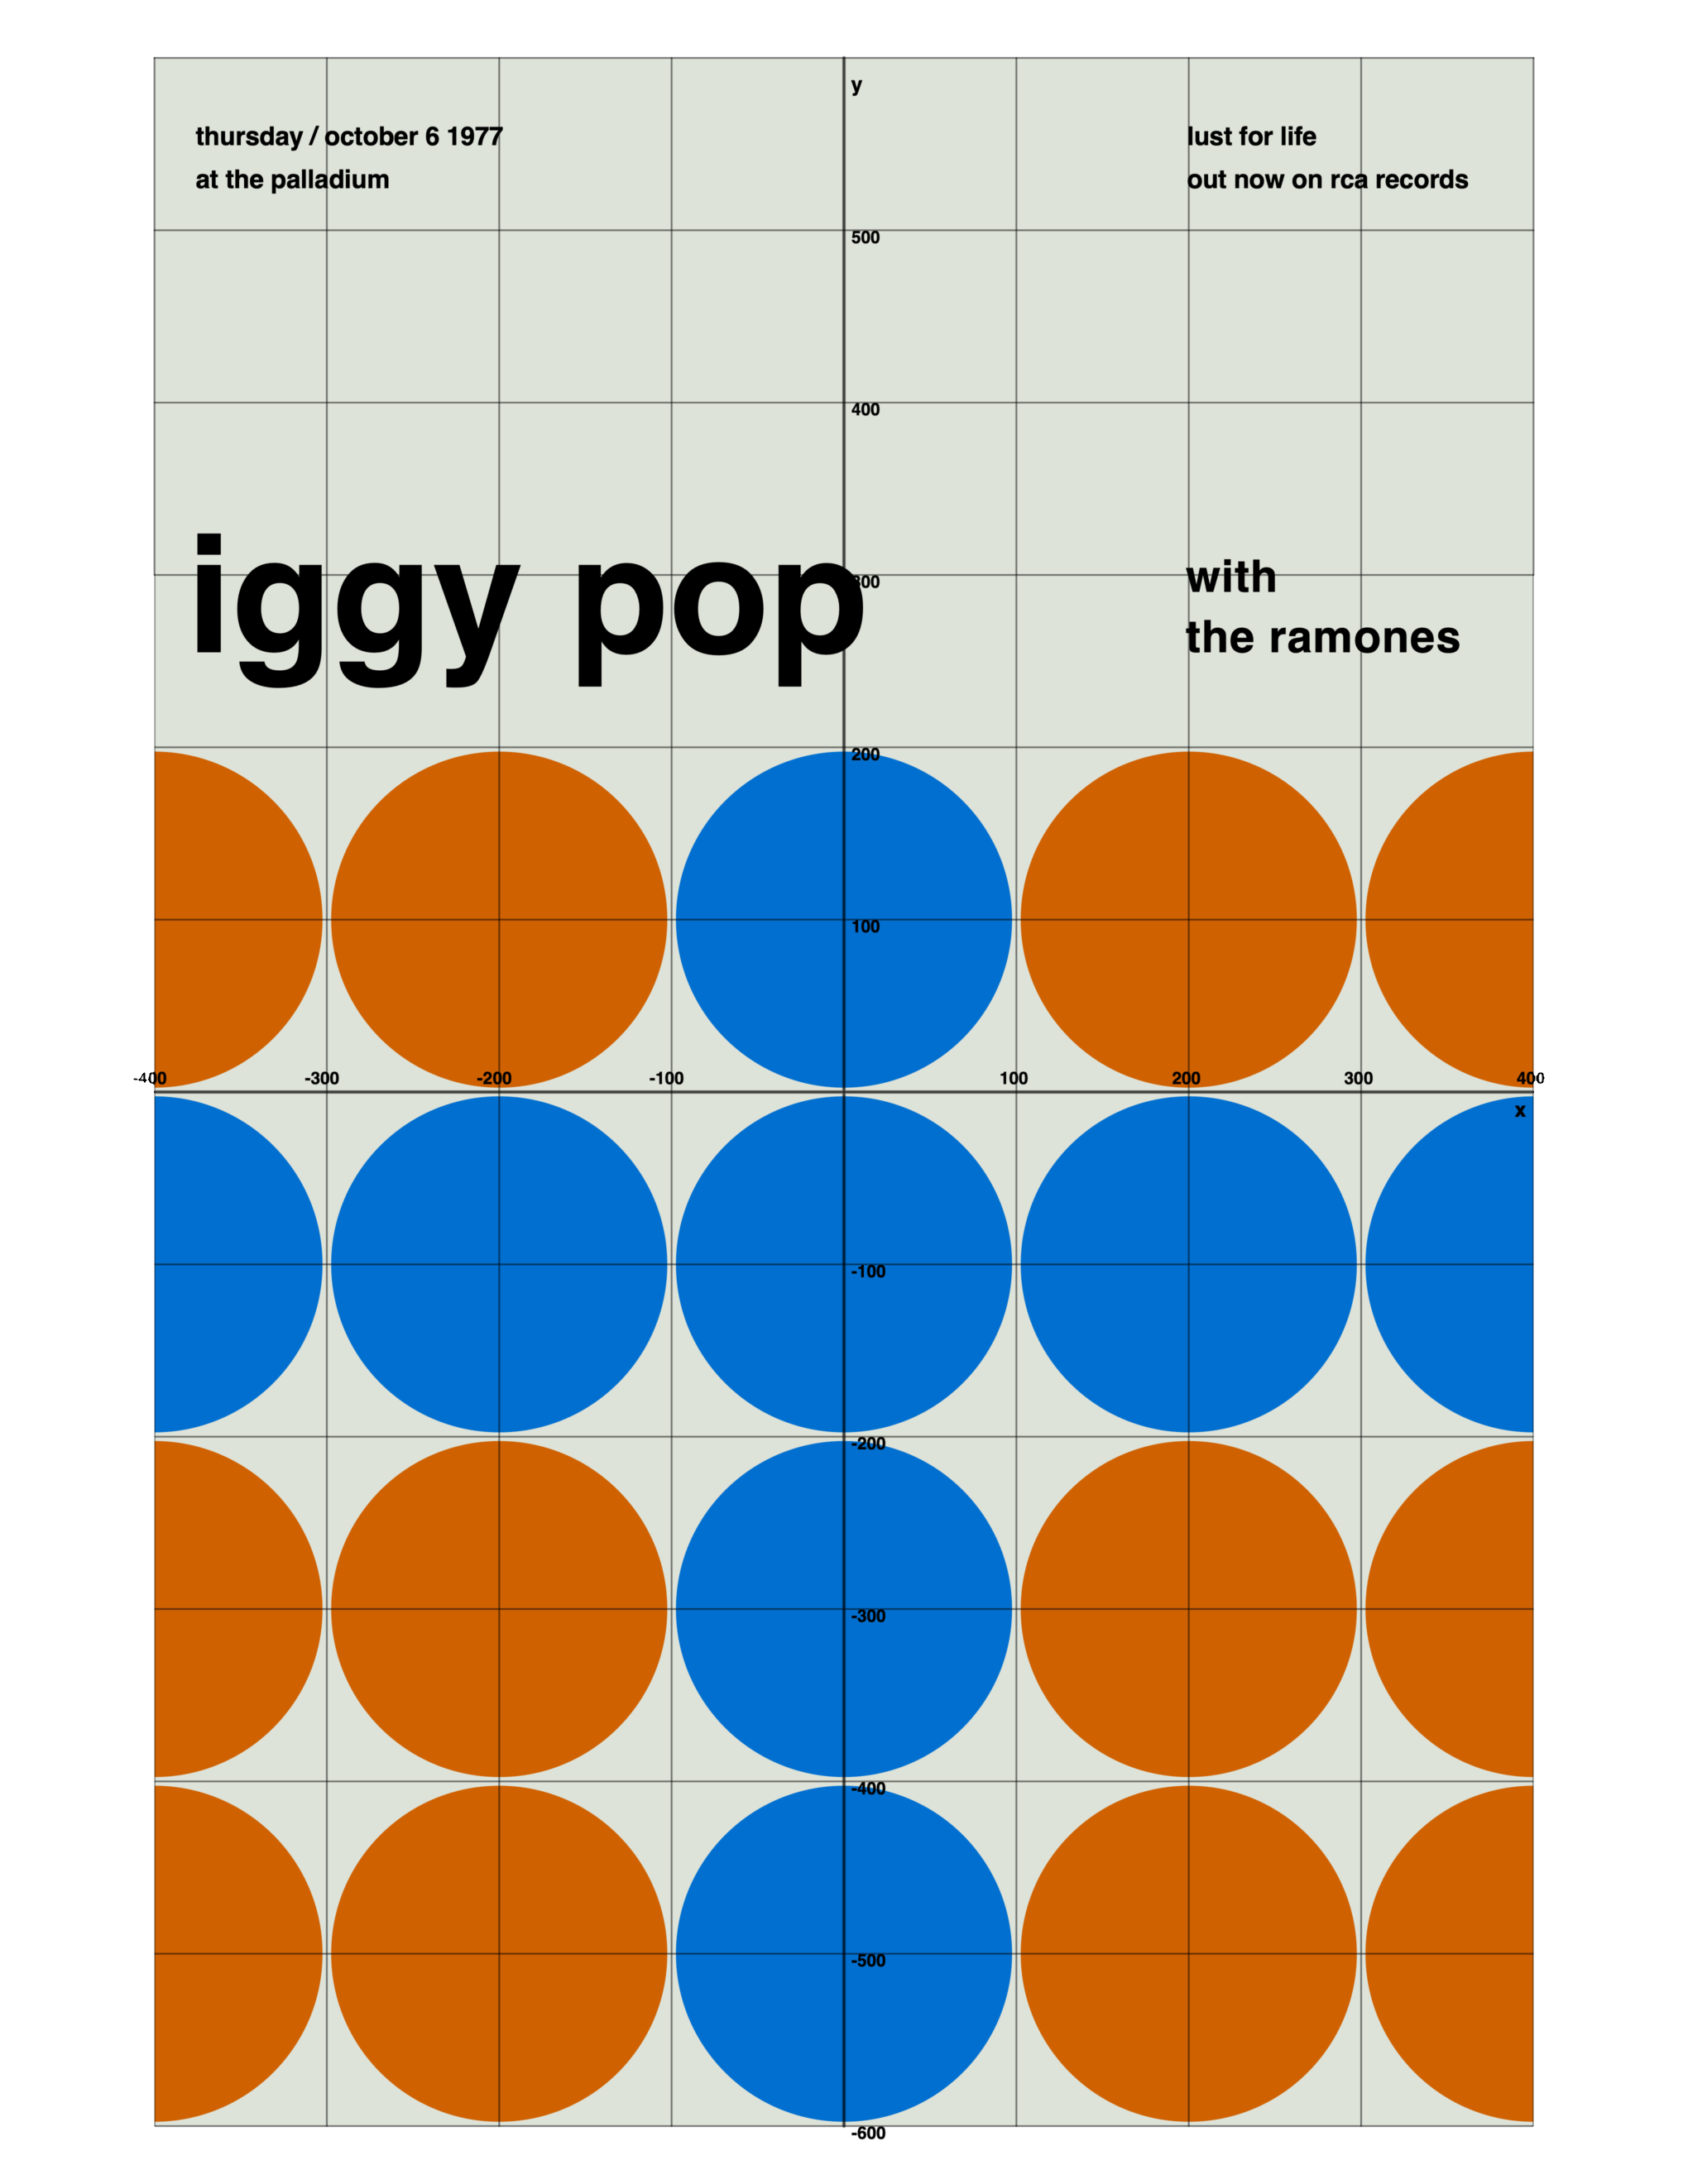 y
thursday / october 6 1977
at the palladium
lust for life
out now on rca records
500
400
iggy pop
300
with
the ramones
200
100
-400 -300 -200 -100 100 200 300 400
x
-100
-200
-300
-400
-500
-600